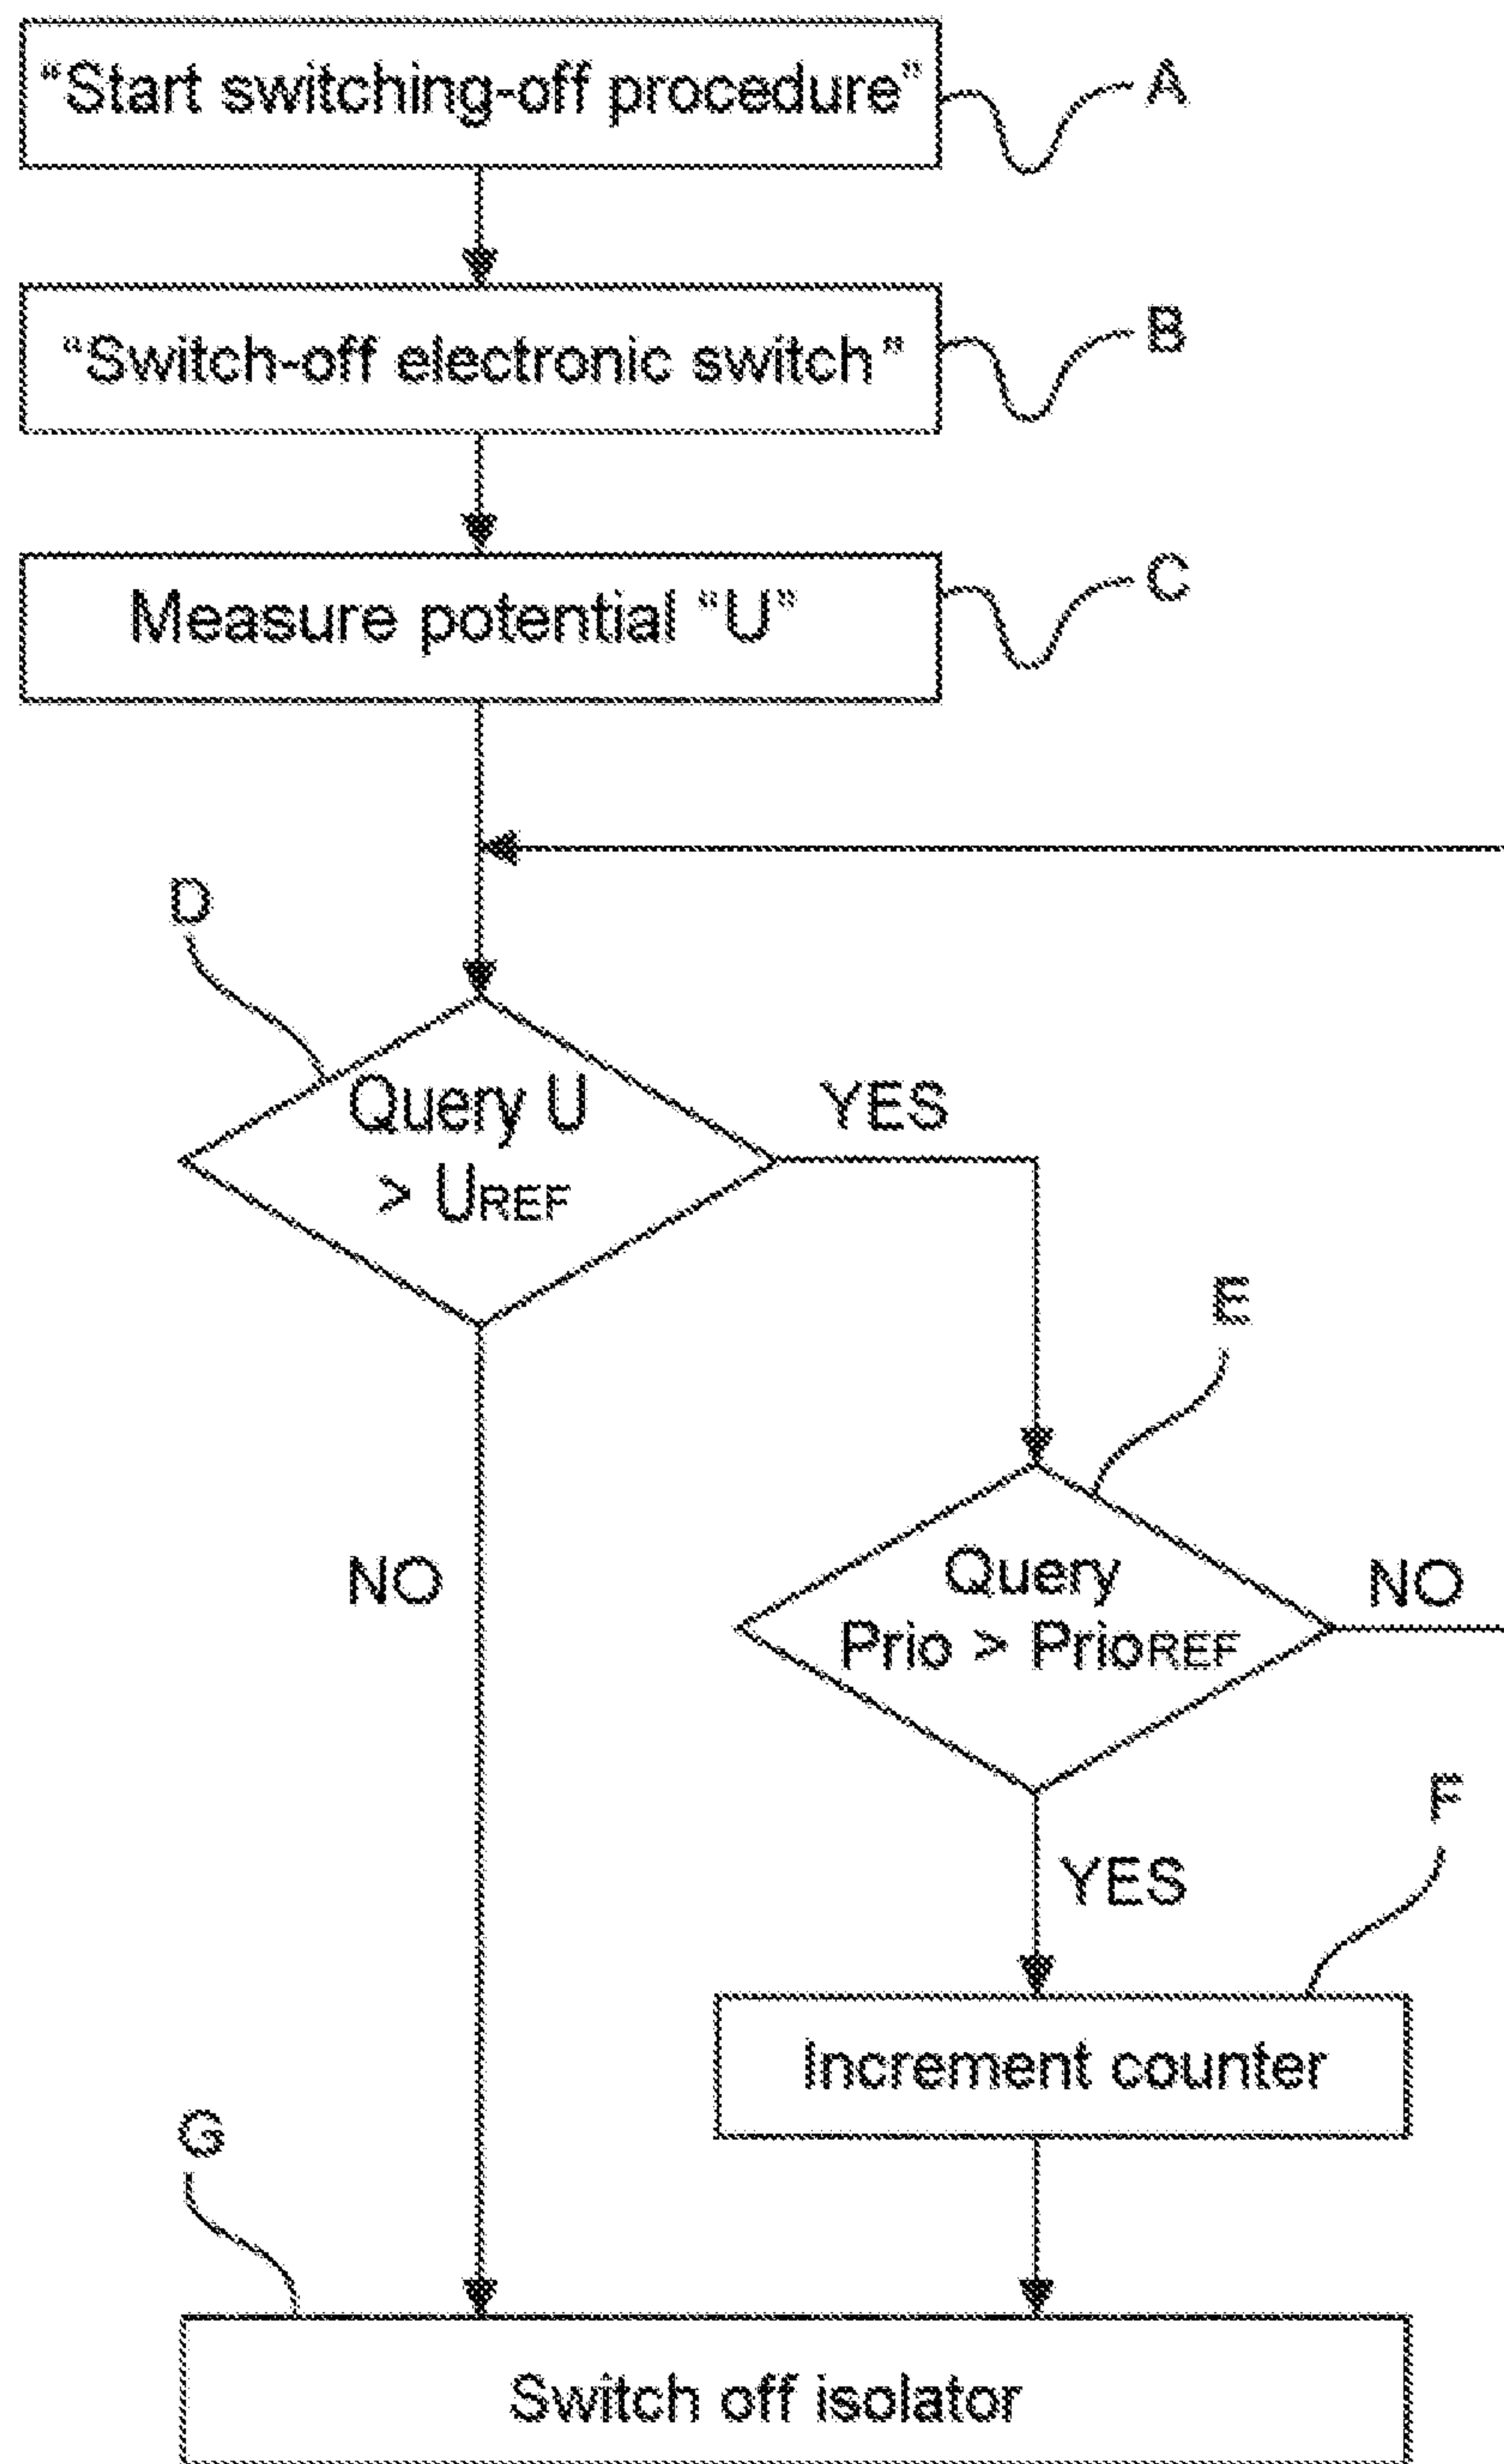 “Start switching-off procedure”
A
“Switch-off electronic switch”
B
Measure potential “U”
C
D
Query U
> UREF
YES
E
Query
Prio > PrioREF
NO
NO
F
YES
Increment counter
G
Switch off isolator